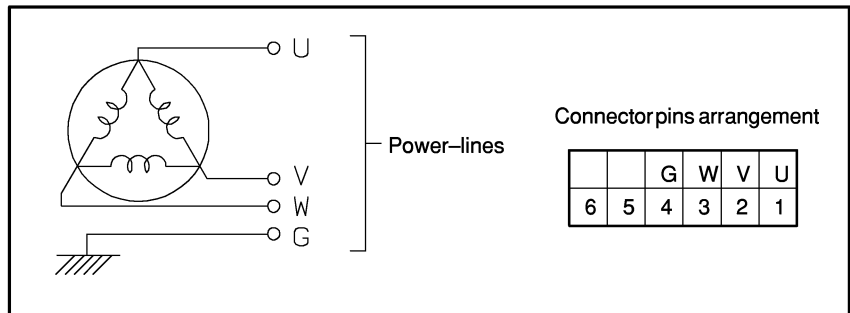 U
Connector pins arrangement
Power–lines
G W V U
6 5 4 3 2 1
V
W
G